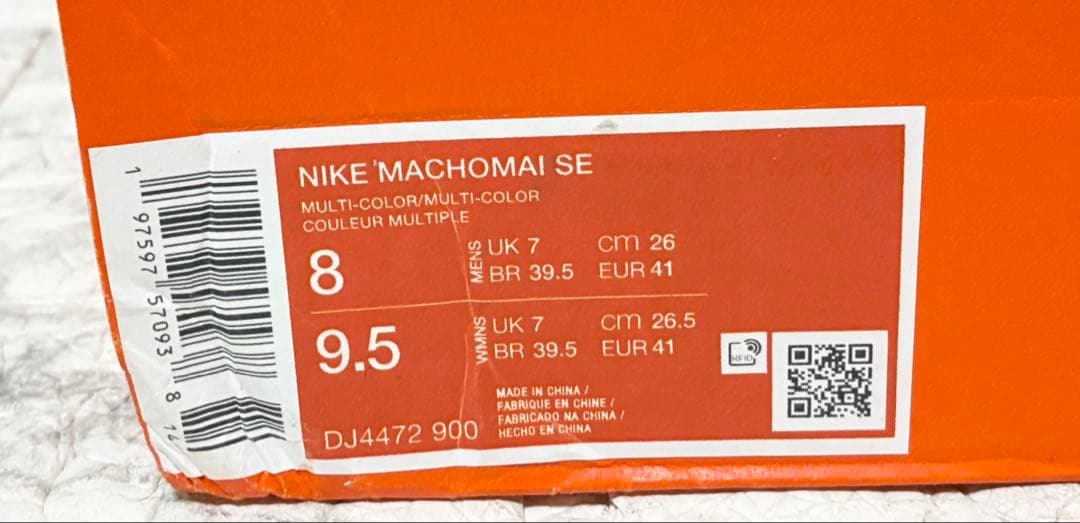 NIKE MACHOMAI SE
MULTI-COLOR/MULTI-COLOR
COULEUR MULTIPLE
8
MENS
UK 7 cm 26
BR 39.5 EUR 41
9.5
WMNS
UK 7 cm 26.5
BR 39.5 EUR 41
RFID
MADE IN CHINA /
FABRIQUE EN CHINE /
FABRICADO NA CHINA /
HECHO EN CHINA
DJ4472 900
1 97597 57093 8 14